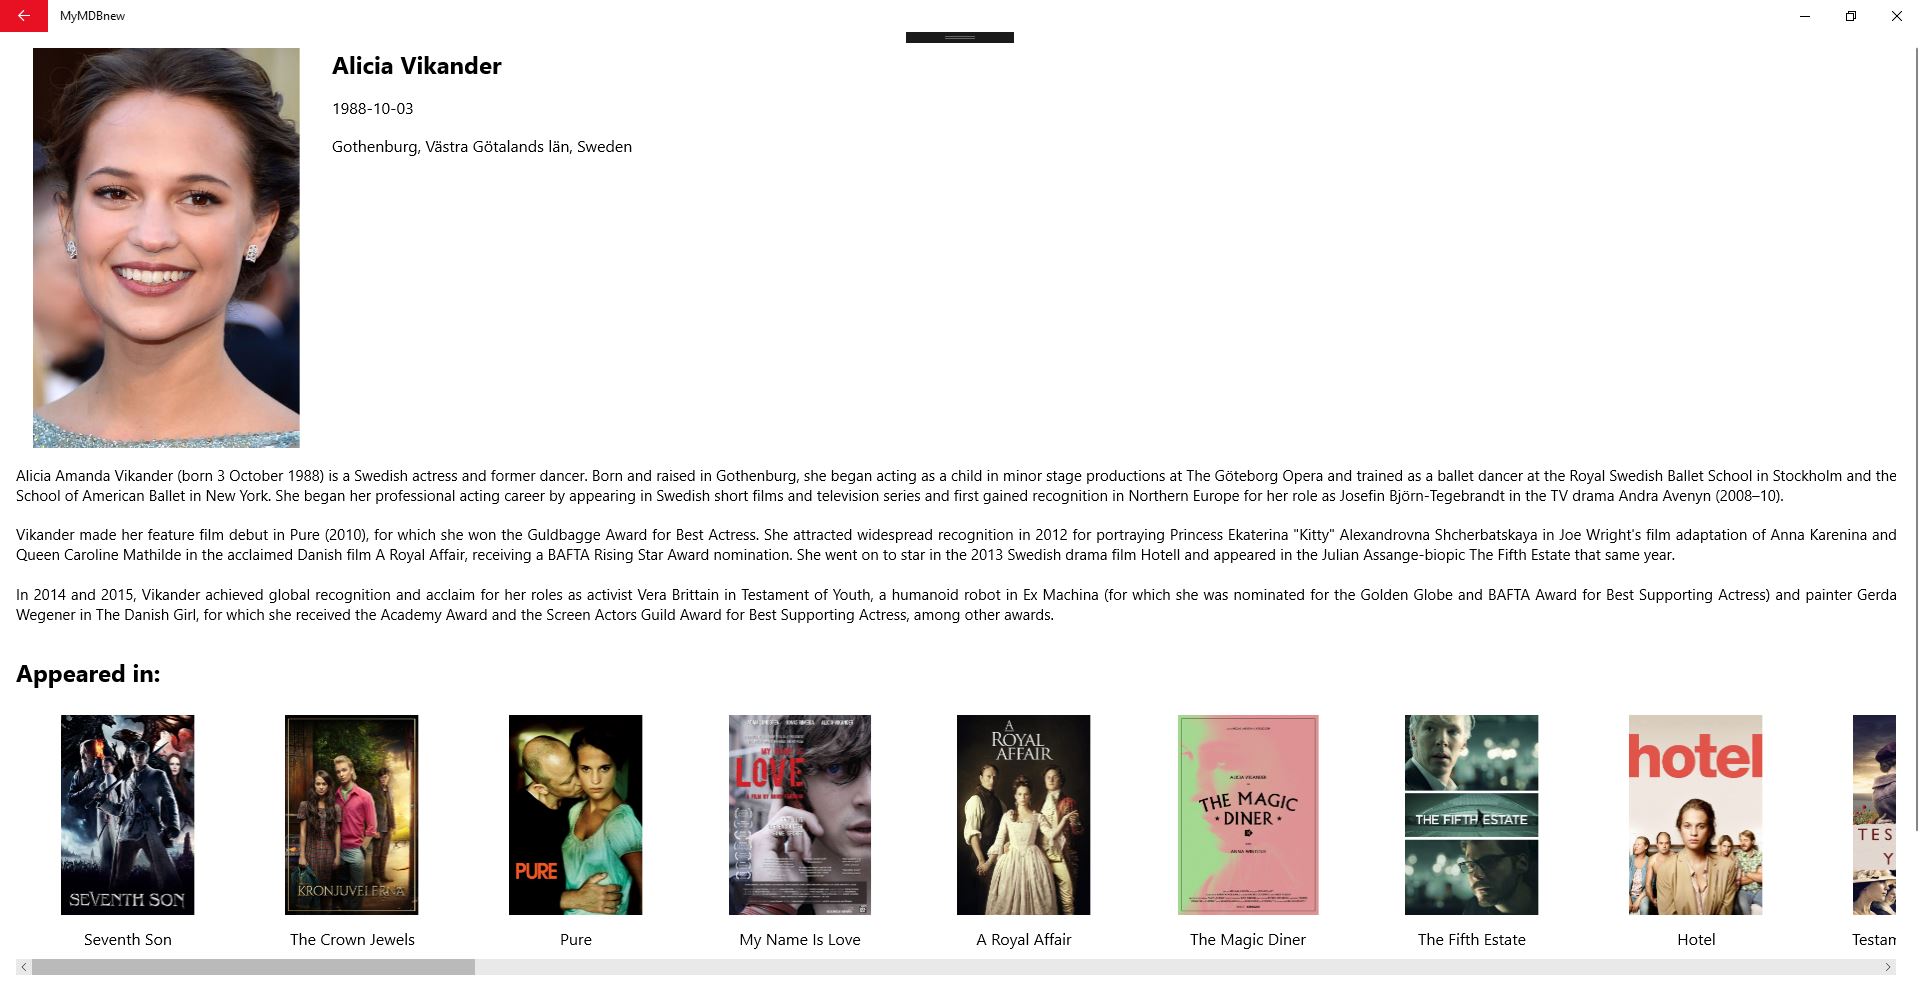 MyMDBnew
Alicia Vikander
1988-10-03
Gothenburg, Västra Götalands län, Sweden
Alicia Amanda Vikander (born 3 October 1988) is a Swedish actress and former dancer. Born and raised in Gothenburg, she began acting as a child in minor stage productions at The Göteborg Opera and trained as a ballet dancer at the Royal Swedish Ballet School in Stockholm and the
School of American Ballet in New York. She began her professional acting career by appearing in Swedish short films and television series and first gained recognition in Northern Europe for her role as Josefin Björn-Tegebrandt in the TV drama Andra Avenyn (2008–10).
Vikander made her feature film debut in Pure (2010), for which she won the Guldbagge Award for Best Actress. She attracted widespread recognition in 2012 for portraying Princess Ekaterina "Kitty" Alexandrovna Shcherbatskaya in Joe Wright's film adaptation of Anna Karenina and
Queen Caroline Mathilde in the acclaimed Danish film A Royal Affair, receiving a BAFTA Rising Star Award nomination. She went on to star in the 2013 Swedish drama film Hotell and appeared in the Julian Assange-biopic The Fifth Estate that same year.
In 2014 and 2015, Vikander achieved global recognition and acclaim for her roles as activist Vera Brittain in Testament of Youth, a humanoid robot in Ex Machina (for which she was nominated for the Golden Globe and BAFTA Award for Best Supporting Actress) and painter Gerda
Wegener in The Danish Girl, for which she received the Academy Award and the Screen Actors Guild Award for Best Supporting Actress, among other awards.
Appeared in:
SEVENTH SON
KRONJUVELERNA
PURE
MY NAME IS
LOVE
A
ROYAL
AFFAIR
ALICIA VIKANDER
THE MAGIC
DINER
THE FIFTH ESTATE
hotel
TES
Y
Seventh Son
The Crown Jewels
Pure
My Name Is Love
A Royal Affair
The Magic Diner
The Fifth Estate
Hotel
Testam